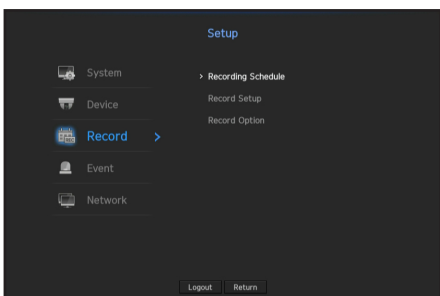 Setup
System
Device
Record >
Event
Network
> Recording Schedule
Record Setup
Record Option
Logout Return